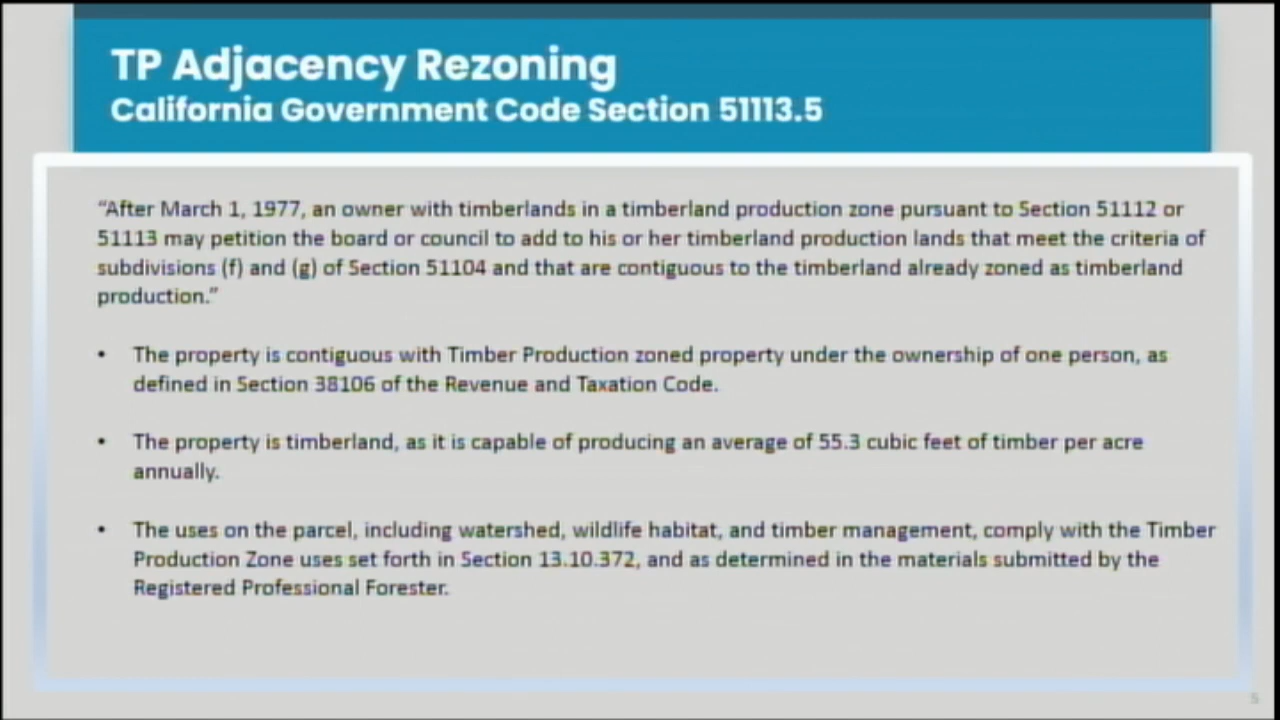 TP Adjacency Rezoning
California Government Code Section 51113.5
“After March 1, 1977, an owner with timberlands in a timberland production zone pursuant to Section 51112 or
51113 may petition the board or council to add to his or her timberland production lands that meet the criteria of
subdivisions (f) and (g) of Section 51104 and that are contiguous to the timberland already zoned as timberland
production.”
• The property is contiguous with Timber Production zoned property under the ownership of one person, as
defined in Section 38106 of the Revenue and Taxation Code.
• The property is timberland, as it is capable of producing an average of 55.3 cubic feet of timber per acre
annually.
• The uses on the parcel, including watershed, wildlife habitat, and timber management, comply with the Timber
Production Zone uses set forth in Section 13.10.372, and as determined in the materials submitted by the
Registered Professional Forester.
5